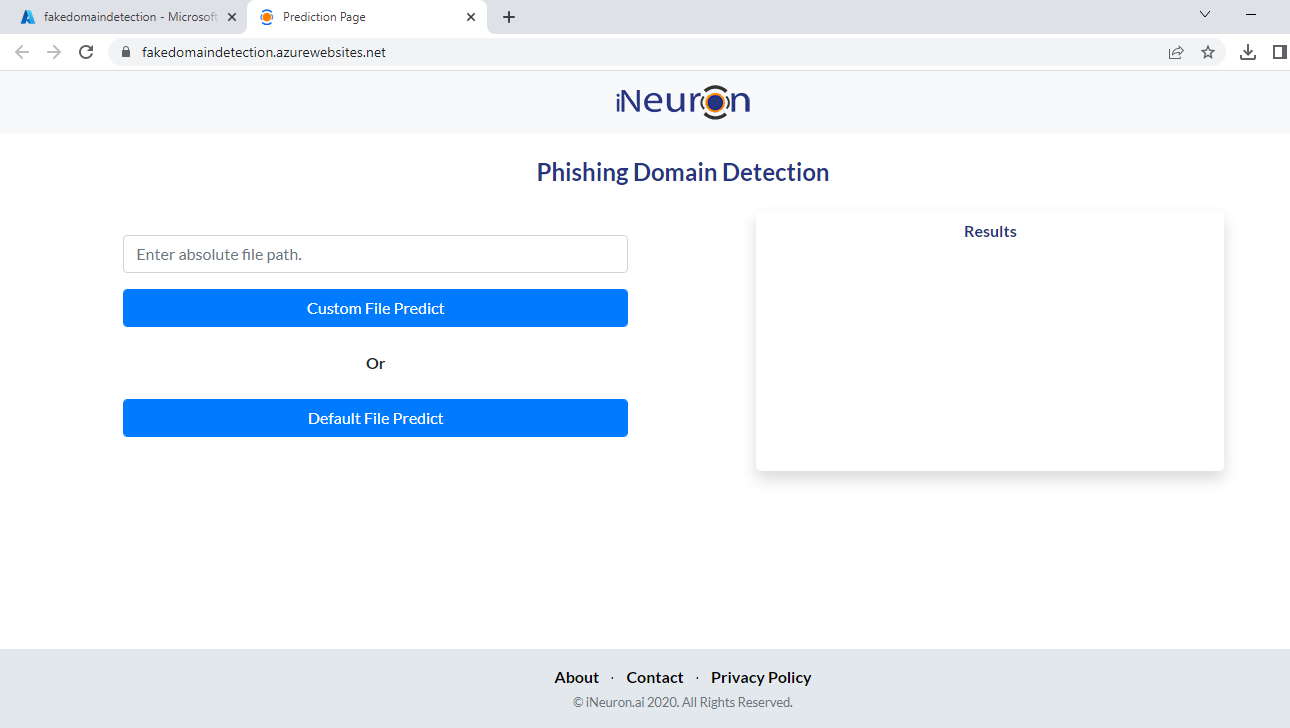 fakedomaindetection - Microsoft
Prediction Page
fakedomaindetection.azurewebsites.net
iNeuron
Phishing Domain Detection
Enter absolute file path.
Custom File Predict
Or
Default File Predict
Results
About · Contact · Privacy Policy
© iNeuron.ai 2020. All Rights Reserved.